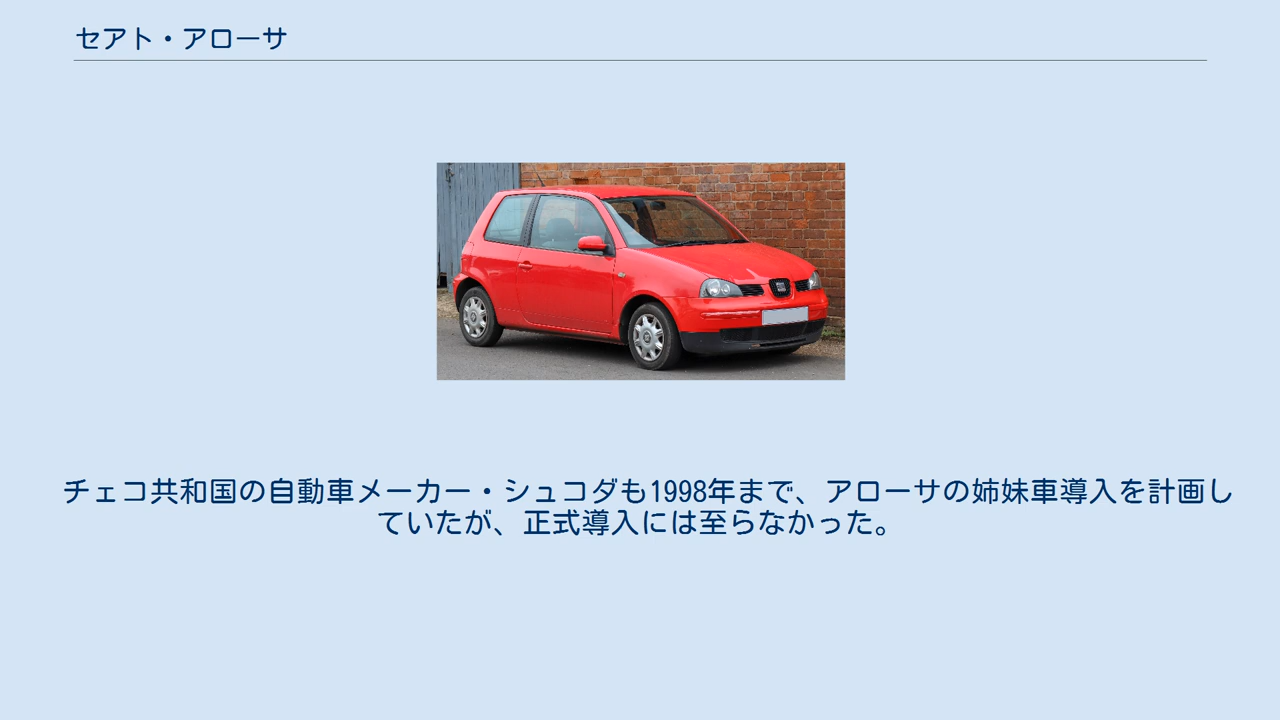 セアト・アローサ
チェコ共和国の自動車メーカー・シュコダも1998年まで、アローサの姉妹車導入を計画し
ていたが、正式導入には至らなかった。